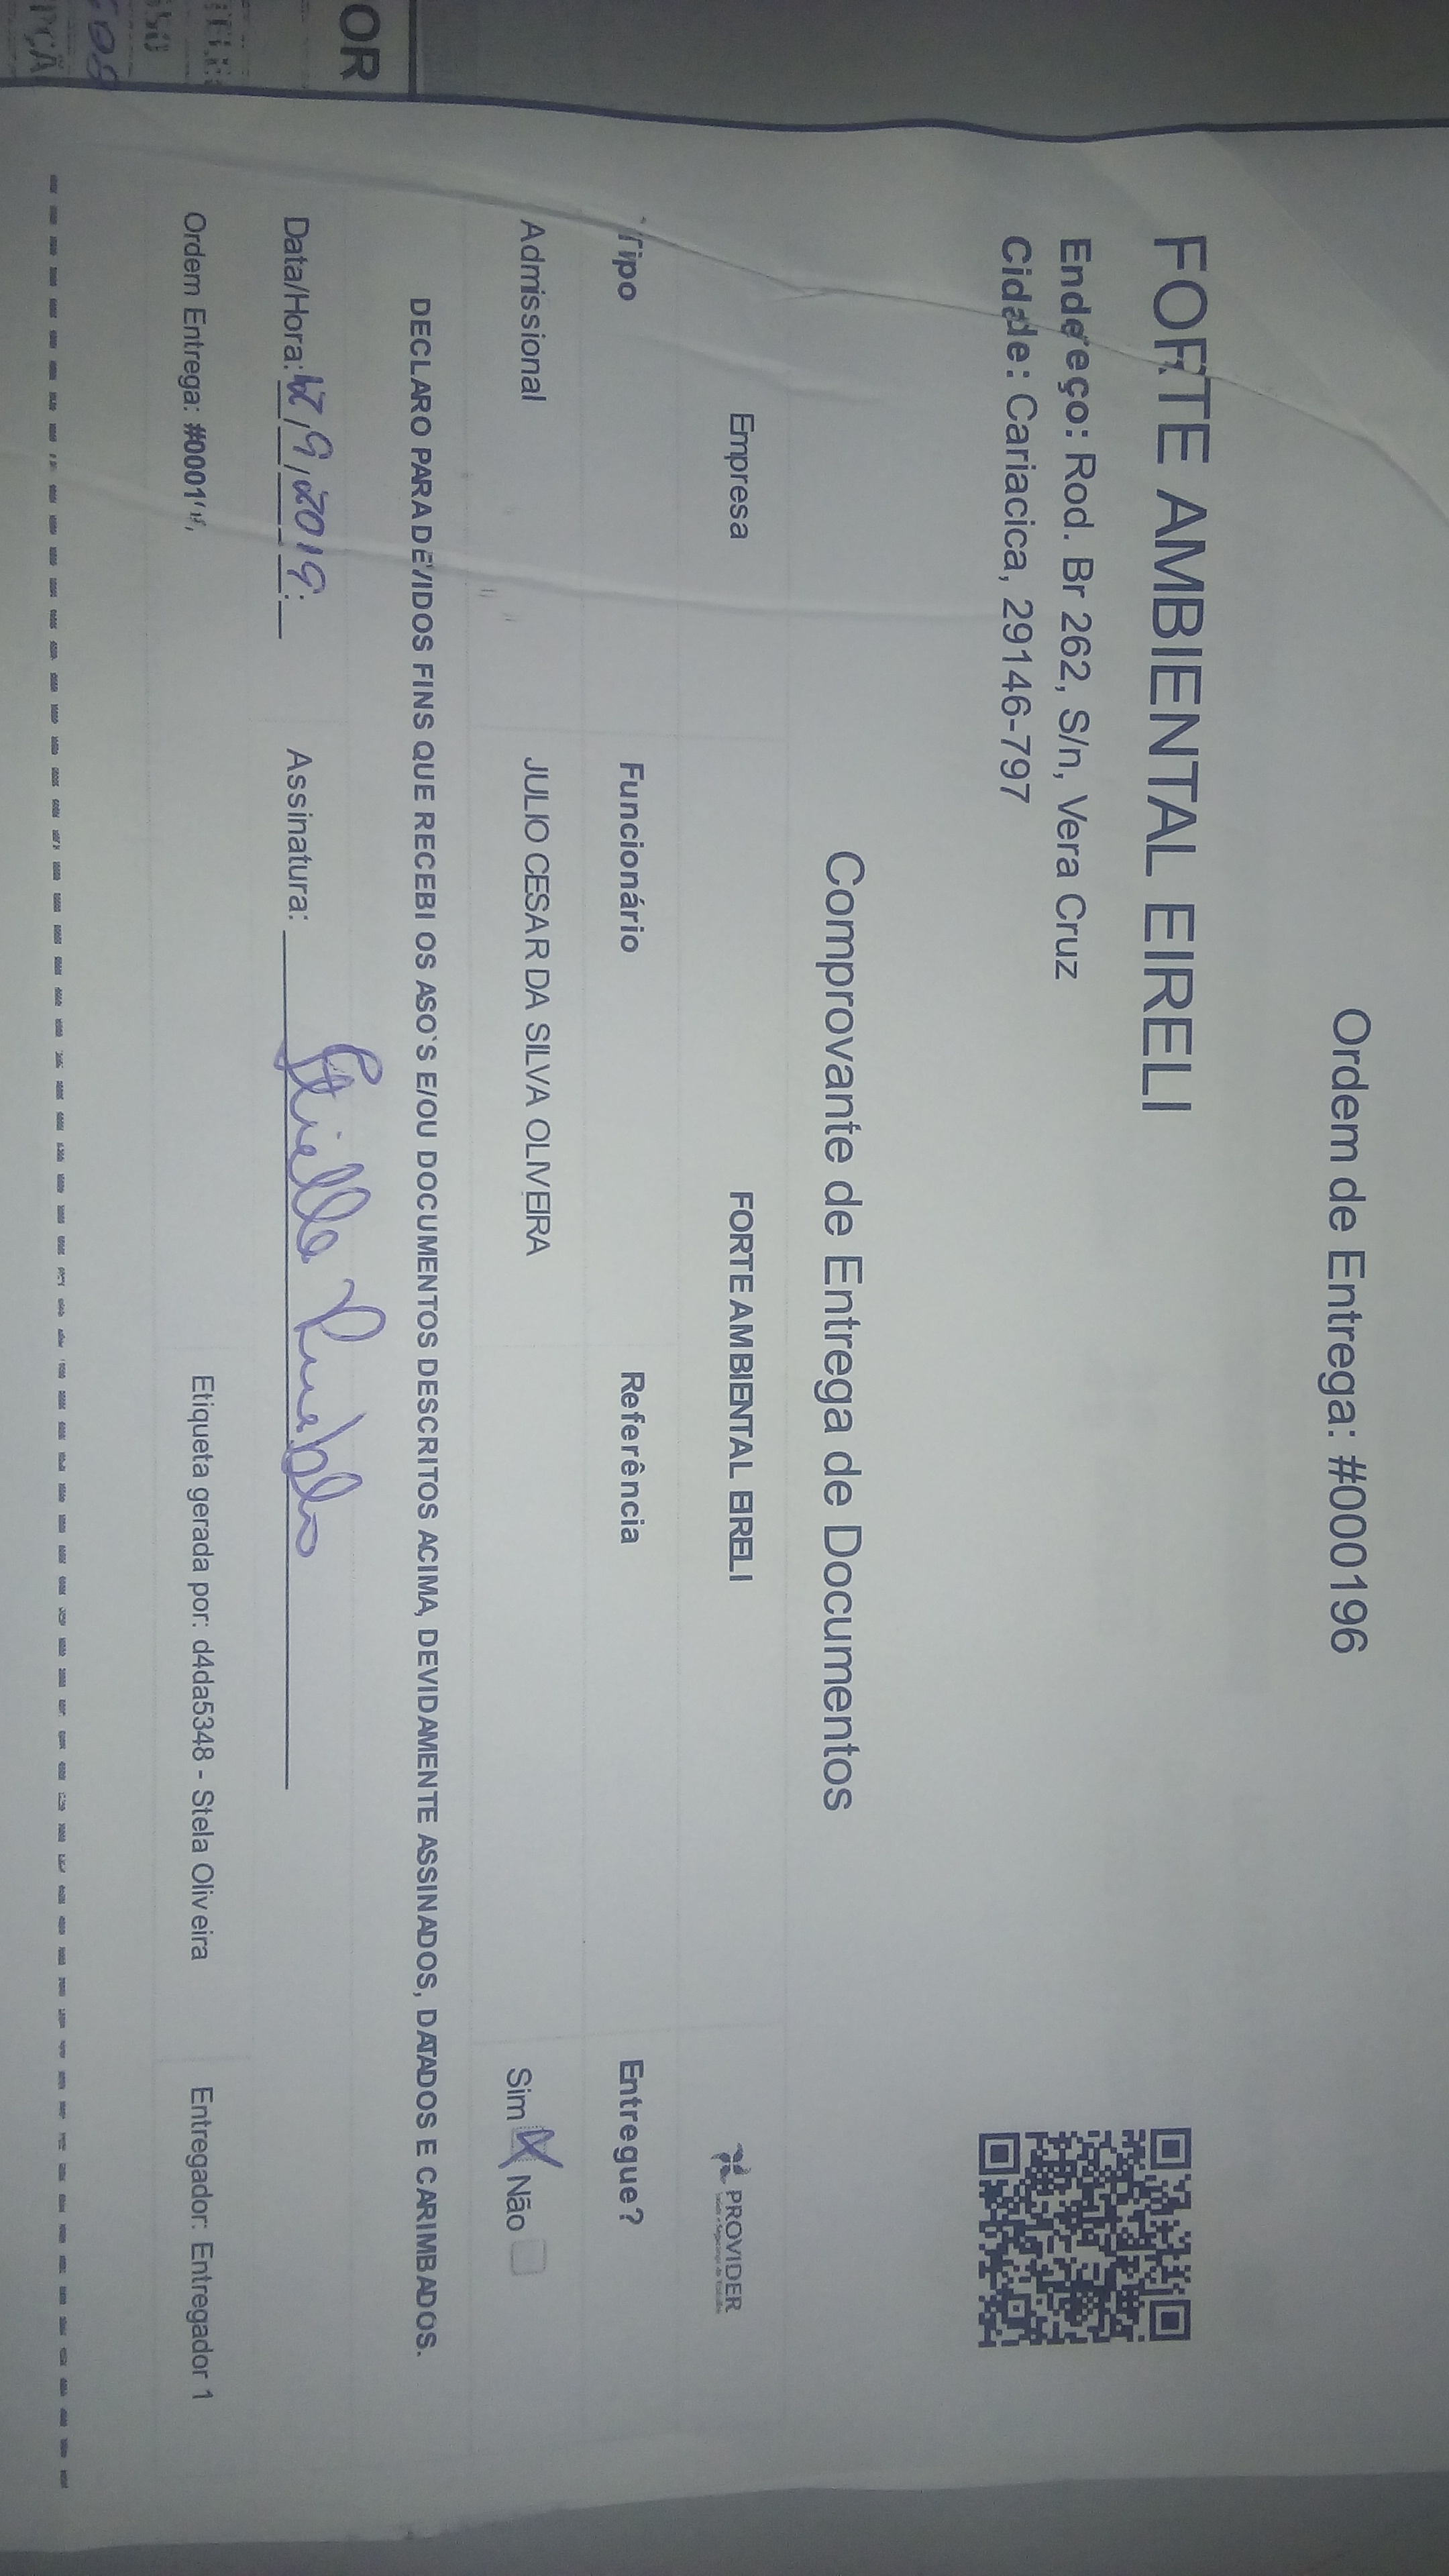 Ordem de Entrega: #000196
FORTE AMBIENTAL EIRELI
Endereço: Rod. Br 262, S/n, Vera Cruz
Cidade: Cariacica, 29146-797
Comprovante de Entrega de Documentos
Empresa FORTE AMBIENTAL EIRELI PROVIDER
Tipo Funcionário Referência Entregue?
Admissional JULIO CESAR DA SILVA OLIVEIRA Sim X Não
DECLARO PARA DEVIDOS FINS QUE RECEBI OS ASO`S E/OU DOCUMENTOS DESCRITOS ACIMA, DEVIDAMENTE ASSINADOS, DATADOS E CARIMBADOS.
Data/Hora: /9/2019 : Assinatura:
Ordem Entrega: Etiqueta gerada por: d4da5348 - Stela Oliveira Entregador: Entregador 1
OR